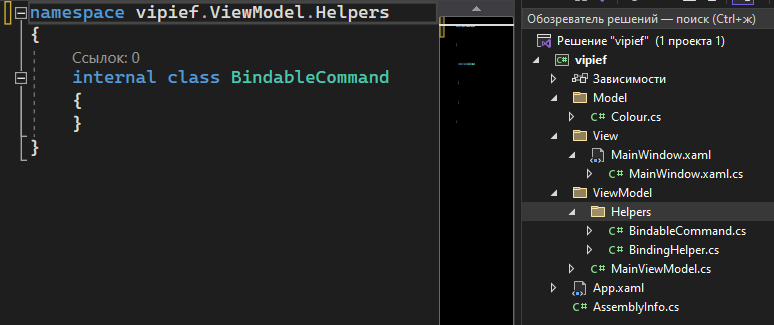 namespace vipief.ViewModel.Helpers
{
Ссылок: 0
internal class BindableCommand
{
}
}
Обозреватель решений — поиск (Ctrl+ж)
Решение "vipief" (1 проекта 1)
vipief
Зависимости
Model
Colour.cs
View
MainWindow.xaml
MainWindow.xaml.cs
ViewModel
Helpers
BindableCommand.cs
BindingHelper.cs
MainViewModel.cs
App.xaml
AssemblyInfo.cs